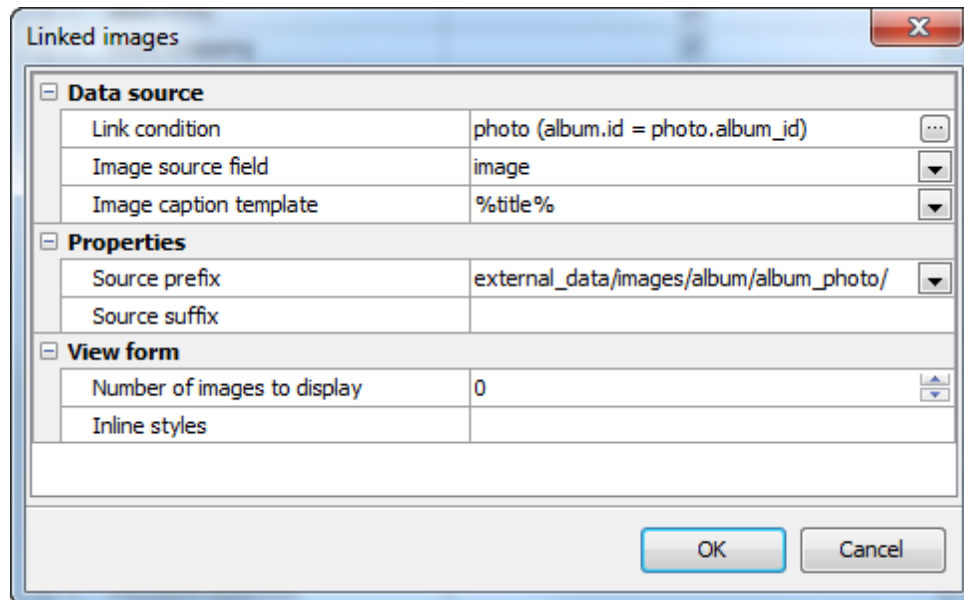 Linked images
Data source
Link condition photo (album.id = photo.album_id)
Image source field image
Image caption template %title%
Properties
Source prefix external_data/images/album/album_photo/
Source suffix
View form
Number of images to display 0
Inline styles
OK Cancel